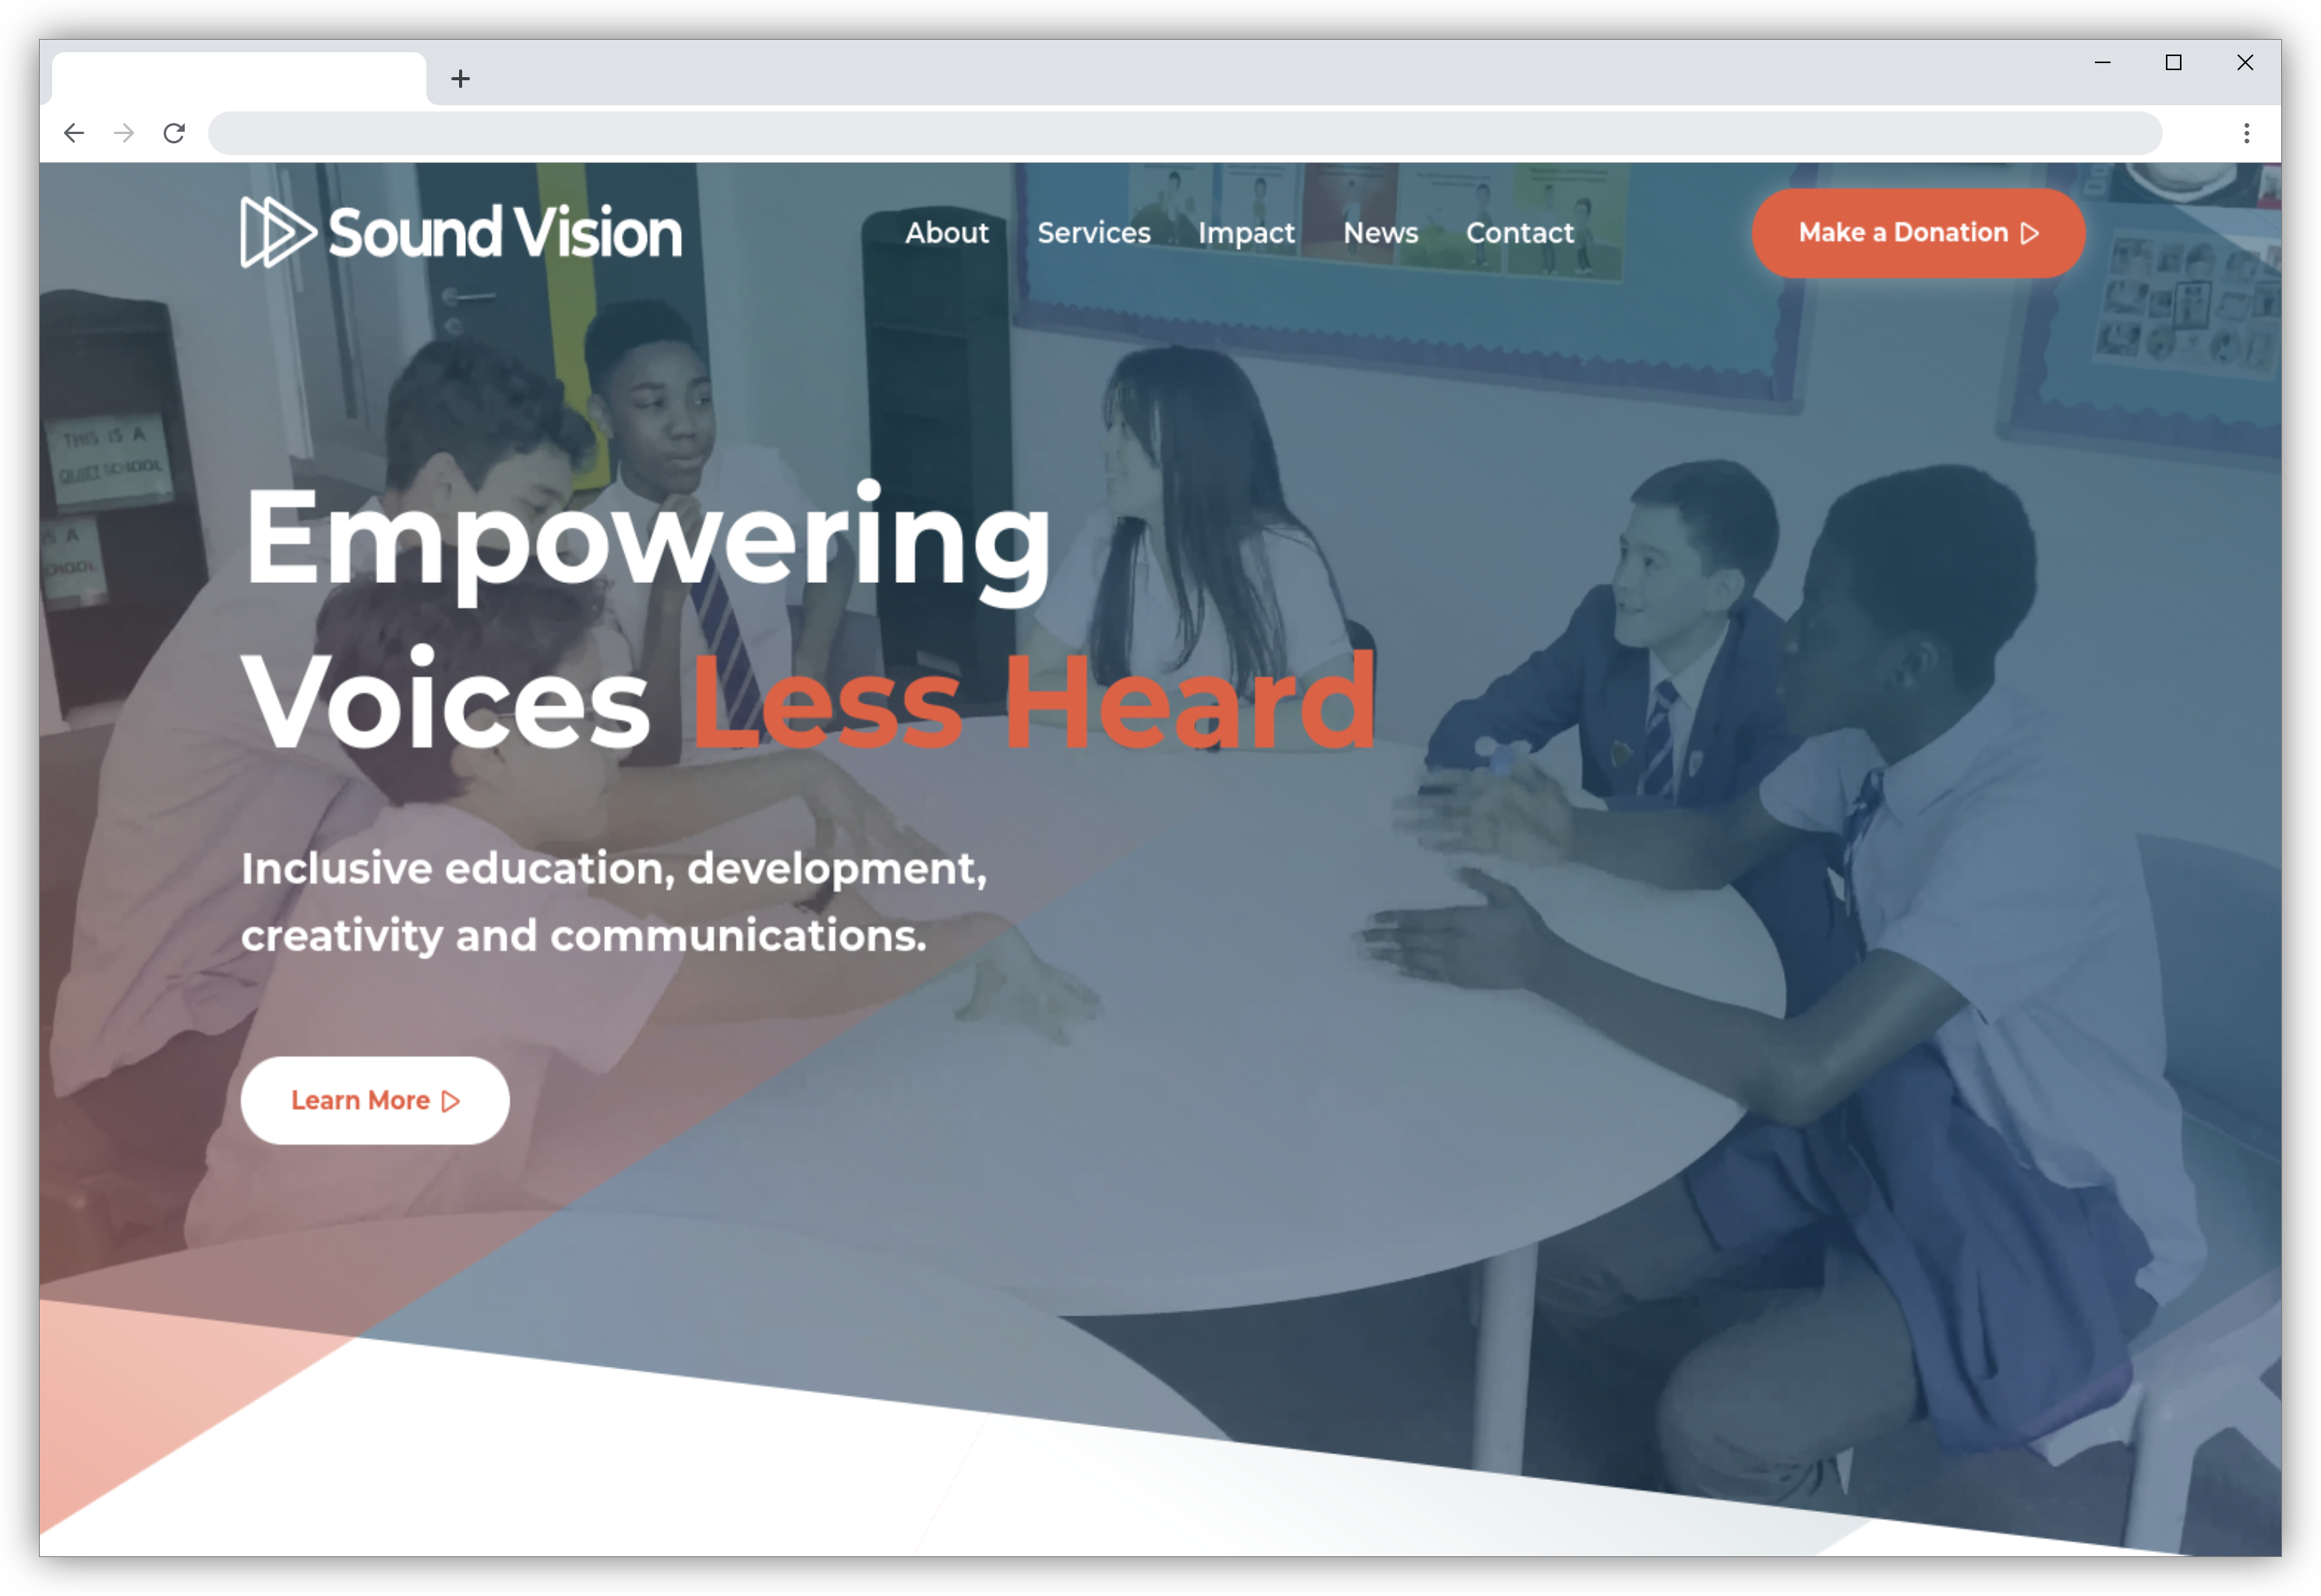 Sound Vision
About Services Impact News Contact
Make a Donation
THIS IS A
QUIET SCHOOL
IS A
Empowering
Voices Less Heard
Inclusive education, development,
creativity and communications.
Learn More